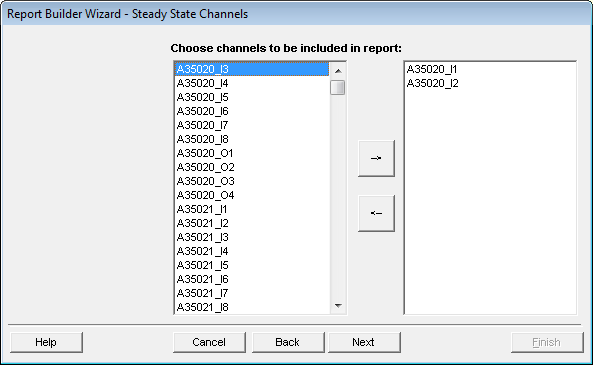 Report Builder Wizard - Steady State Channels
Choose channels to be included in report:
A35020_I3
A35020_I4
A35020_I5
A35020_I6
A35020_I7
A35020_I8
A35020_O1
A35020_O2
A35020_O3
A35020_O4
A35021_I1
A35021_I2
A35021_I3
A35021_I4
A35021_I5
A35021_I6
A35021_I7
A35021_I8
-->
<--
A35020_I1
A35020_I2
Help
Cancel
Back
Next
Finish